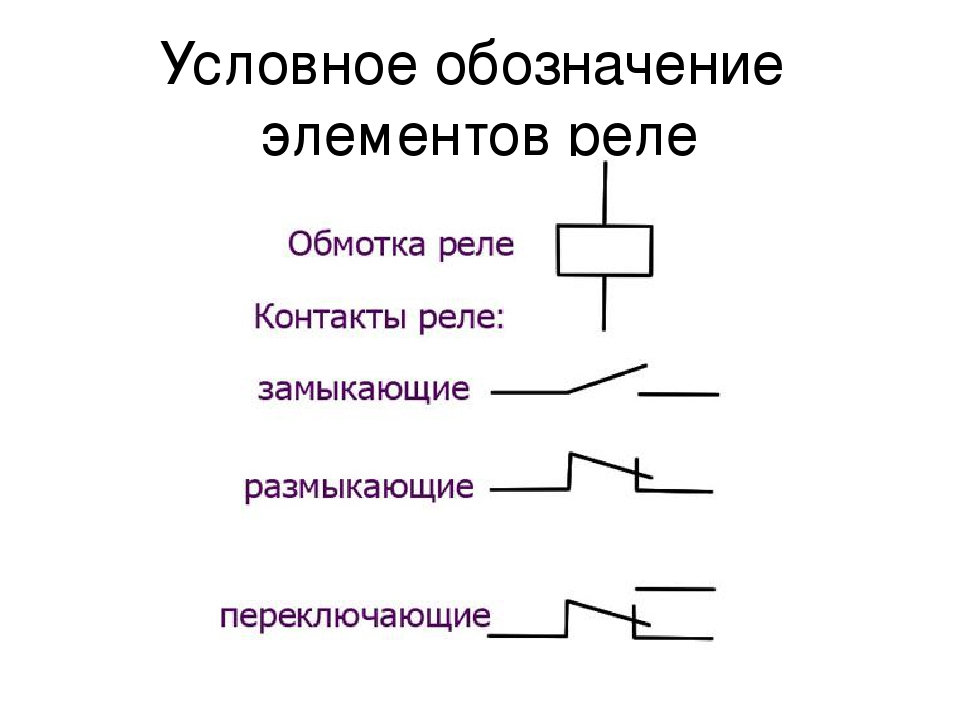 Условное обозначение
элементов реле
Обмотка реле
Контакты реле:
замыкающие
размыкающие
переключающие